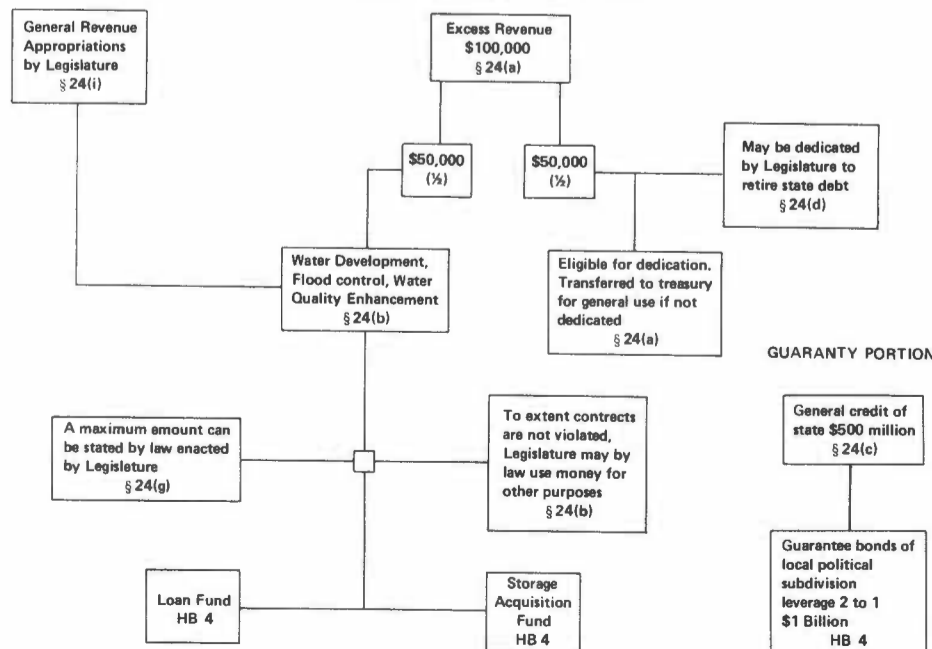 General Revenue
Appropriations
by Legislature
§ 24(i)
Excess Revenue
$100,000
§ 24(a)
$50,000
(½)
$50,000
(½)
May be dedicated
by Legislature to
retire state debt
§ 24(d)
Water Development,
Flood control, Water
Quality Enhancement
§ 24(b)
Eligible for dedication.
Transferred to treasury
for general use if not
dedicated
§ 24(a)
GUARANTY PORTION
A maximum amount can
be stated by law enacted
by Legisleture
§ 24(g)
To extent contracts
are not violated,
Legislature may by
law use money for
other purposes
§ 24(b)
General credit of
state $500 million
§ 24(c)
Loan Fund
HB 4
Storage
Acquisition
Fund
HB 4
Guarantee bonds of
local political
subdivision
leverage 2 to 1
$1 Billion
HB 4